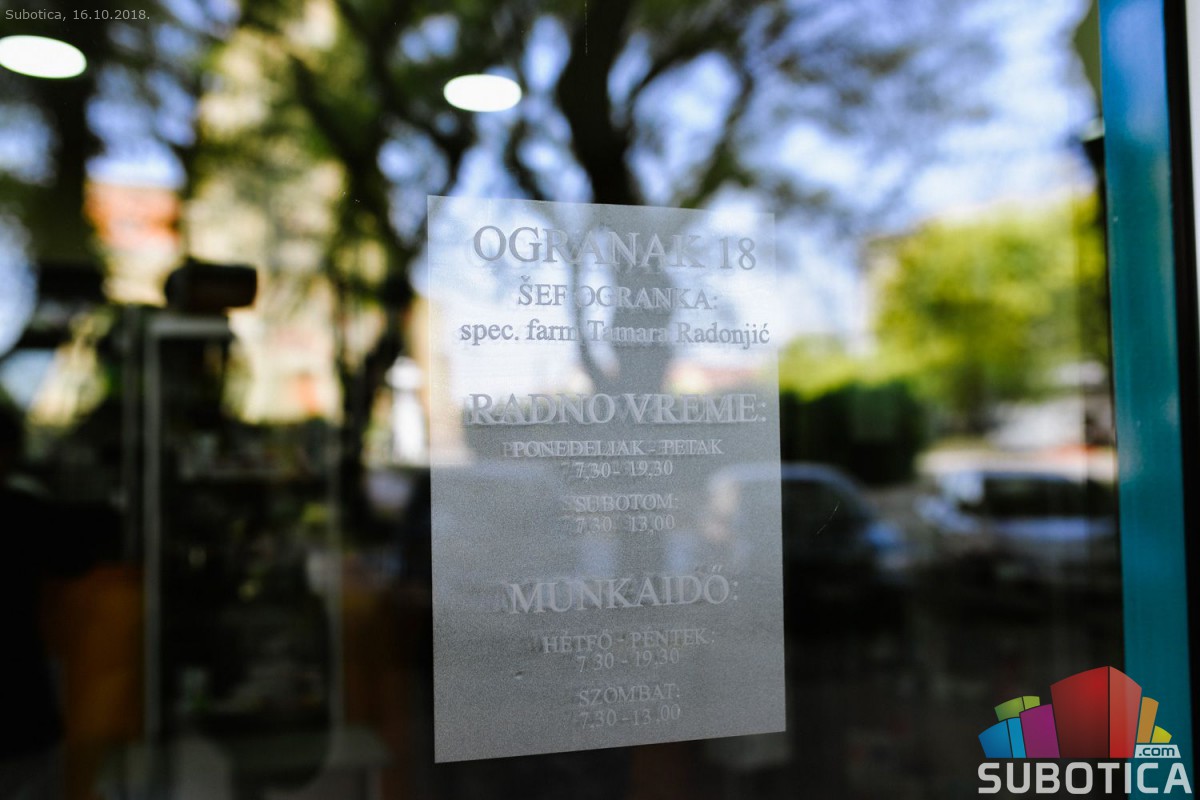 Subotica, 16.10.2018.
OGRANAK 18
ŠEF OGRANKA:
spec. farm Tamara Radonjić
RADNO VREME:
PONEDELJAK - PETAK
7,30 - 19,30
SUBOTOM:
7,30 - 13,00
MUNKAIDŐ:
HÉTFŐ - PÉNTEK:
7,30 - 19,30
SZOMBAT:
7,30 - 13,00
.com
SUBOTICA